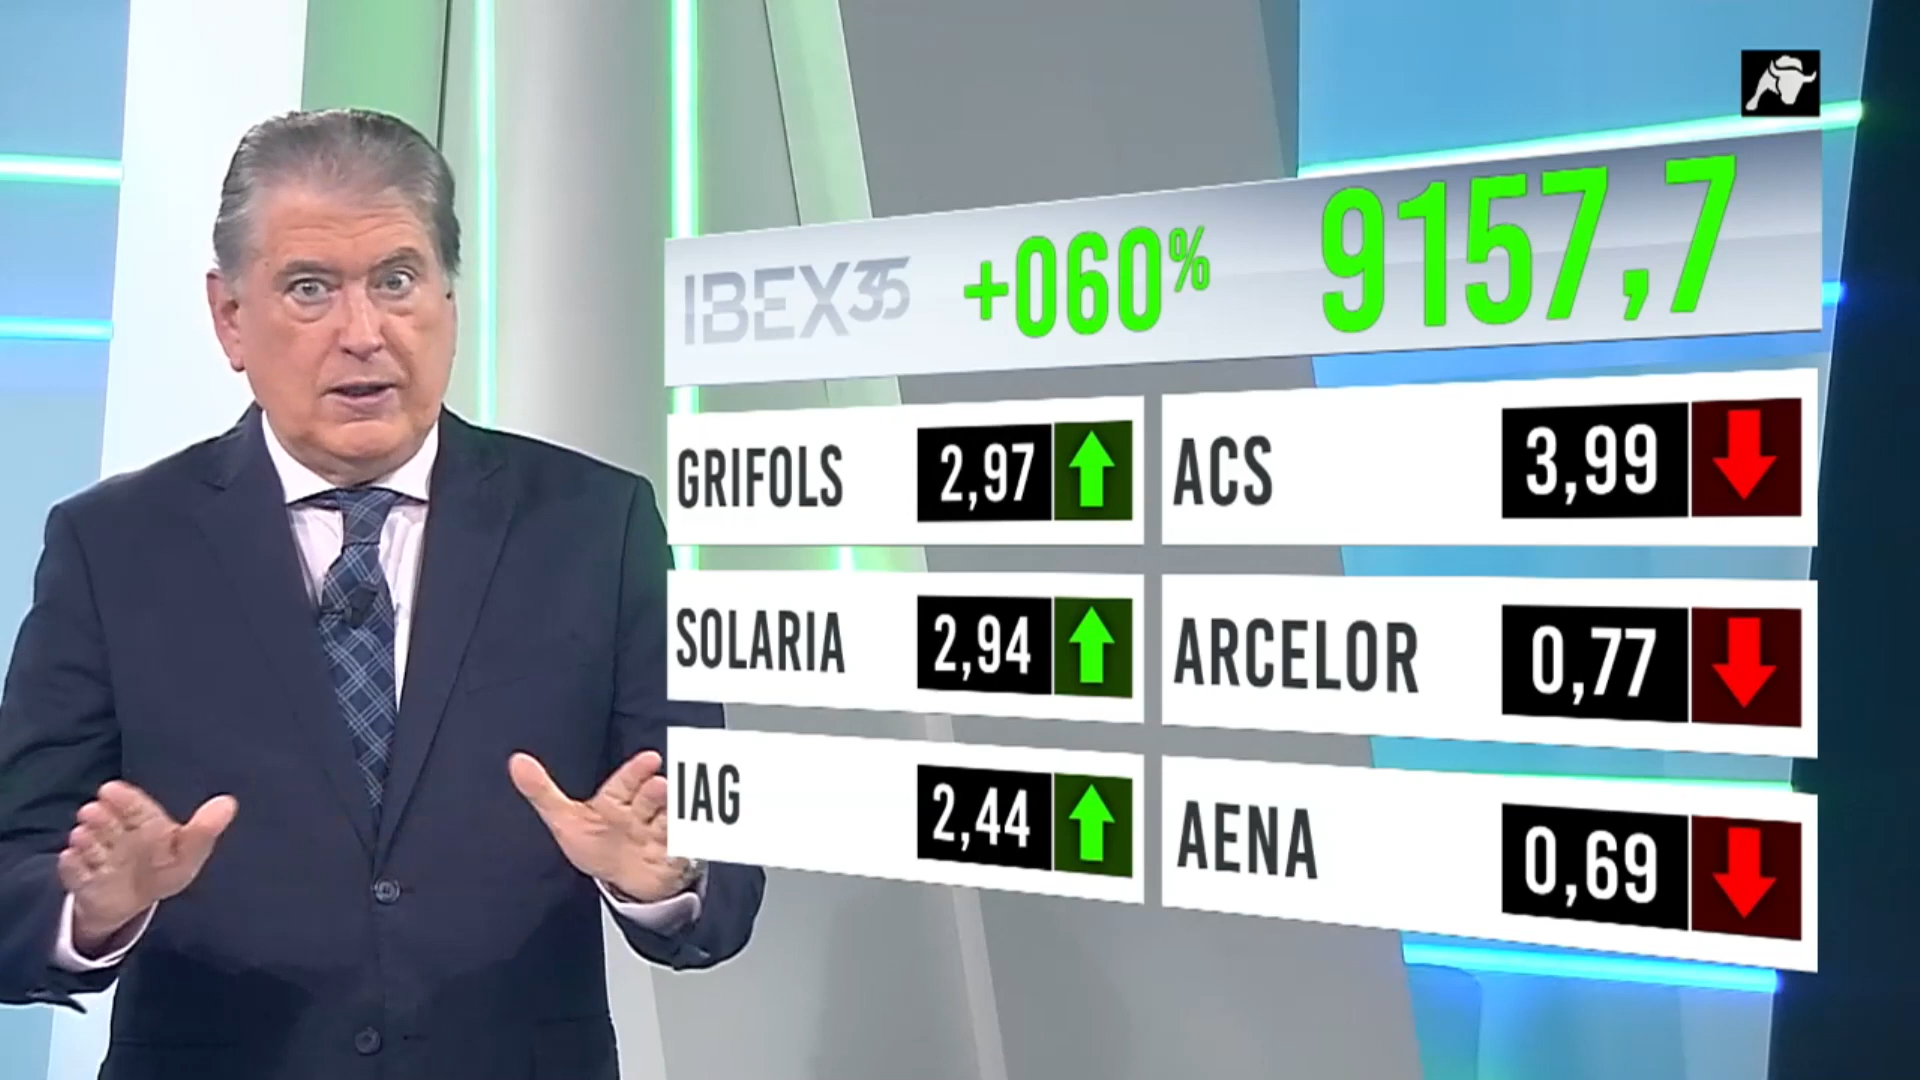 IBEX35 +060% 9157,7
GRIFOLS 2,97
ACS 3,99
SOLARIA 2,94
ARCELOR 0,77
IAG 2,44
AENA 0,69